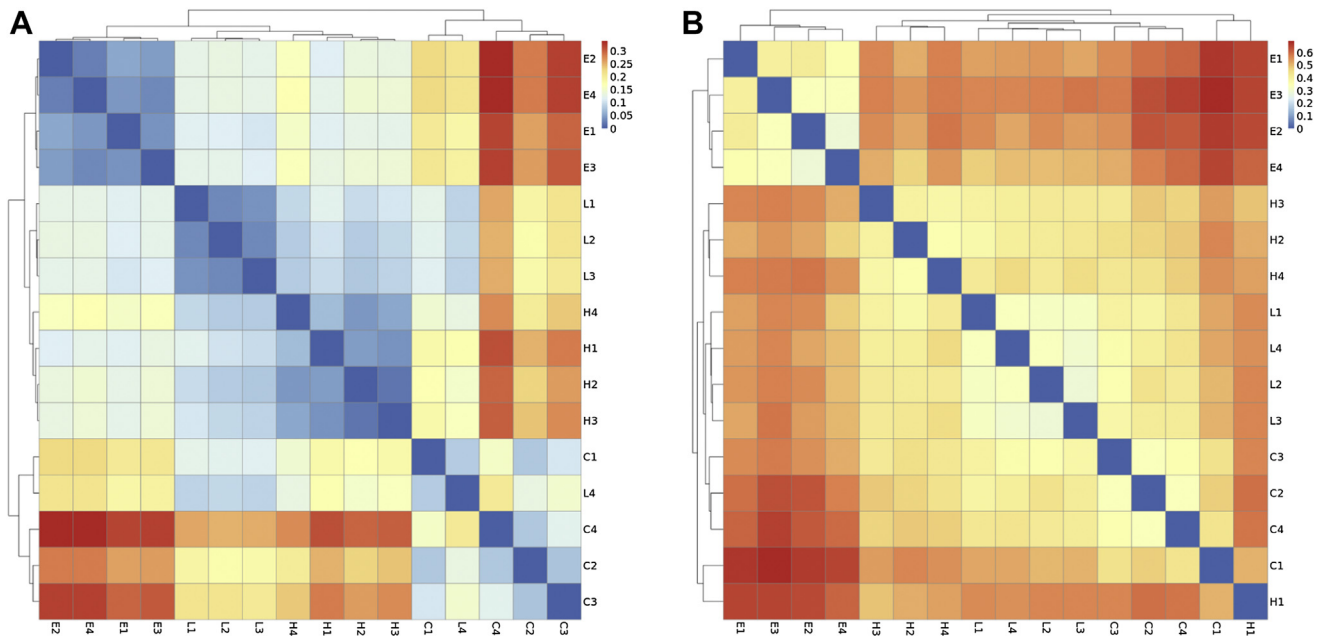 A
0.3
0.25
0.2
0.15
0.1
0.05
0
E2
E4
E1
E3
L1
L2
L3
H4
H1
H2
H3
C1
L4
C4
C2
C3
E2 E4 E1 E3 L1 L2 L3 H4 H1 H2 H3 C1 L4 C4 C2 C3
B
0.6
0.5
0.4
0.3
0.2
0.1
0
E1
E3
E2
E4
H3
H2
H4
L1
L4
L2
L3
C3
C2
C4
C1
H1
E1 E3 E2 E4 H3 H2 H4 L1 L4 L2 L3 C3 C2 C4 C1 H1